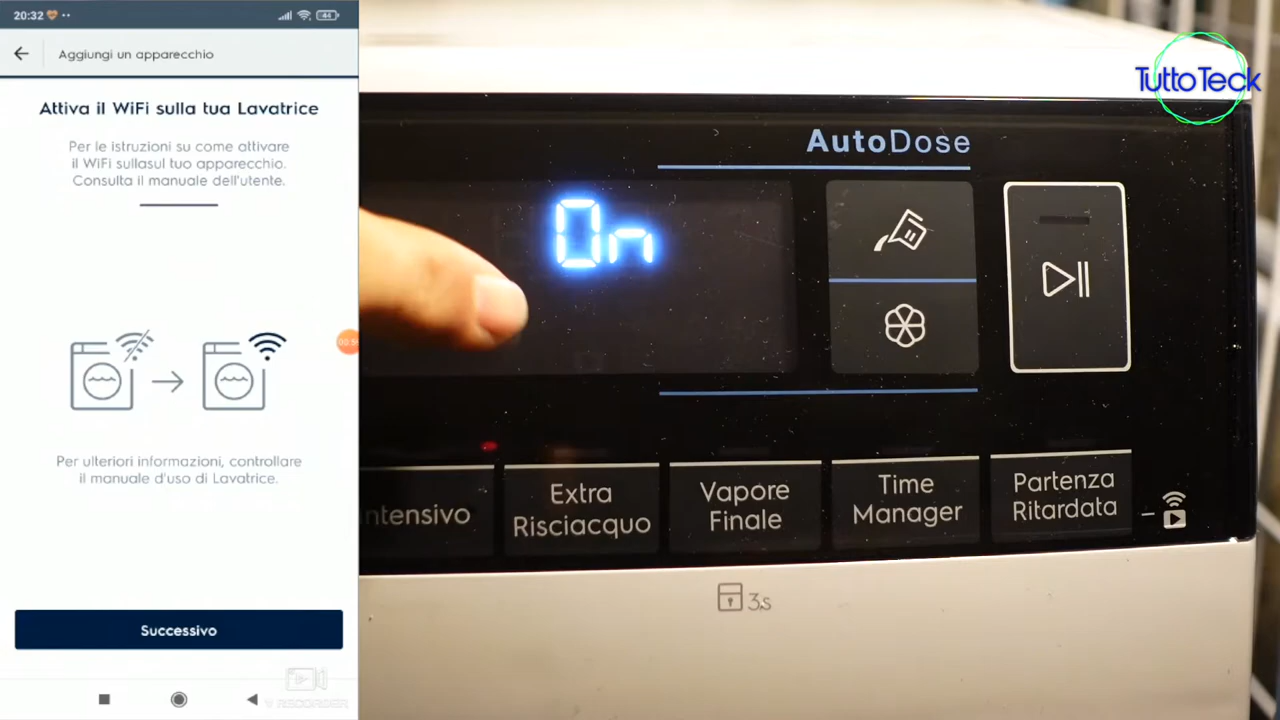 20:32
44
Aggiungi un apparecchio
Attiva il WiFi sulla tua Lavatrice
Per le istruzioni su come attivare
il WiFi sullasul tuo apparecchio.
Consulta il manuale dell'utente.
Per ulteriori informazioni, controllare
il manuale d'uso di Lavatrice.
Successivo
RECORDER
TuttoTeck
AutoDose
On
ntensivo
Extra
Risciacquo
Vapore
Finale
Time
Manager
Partenza
Ritardata
3s